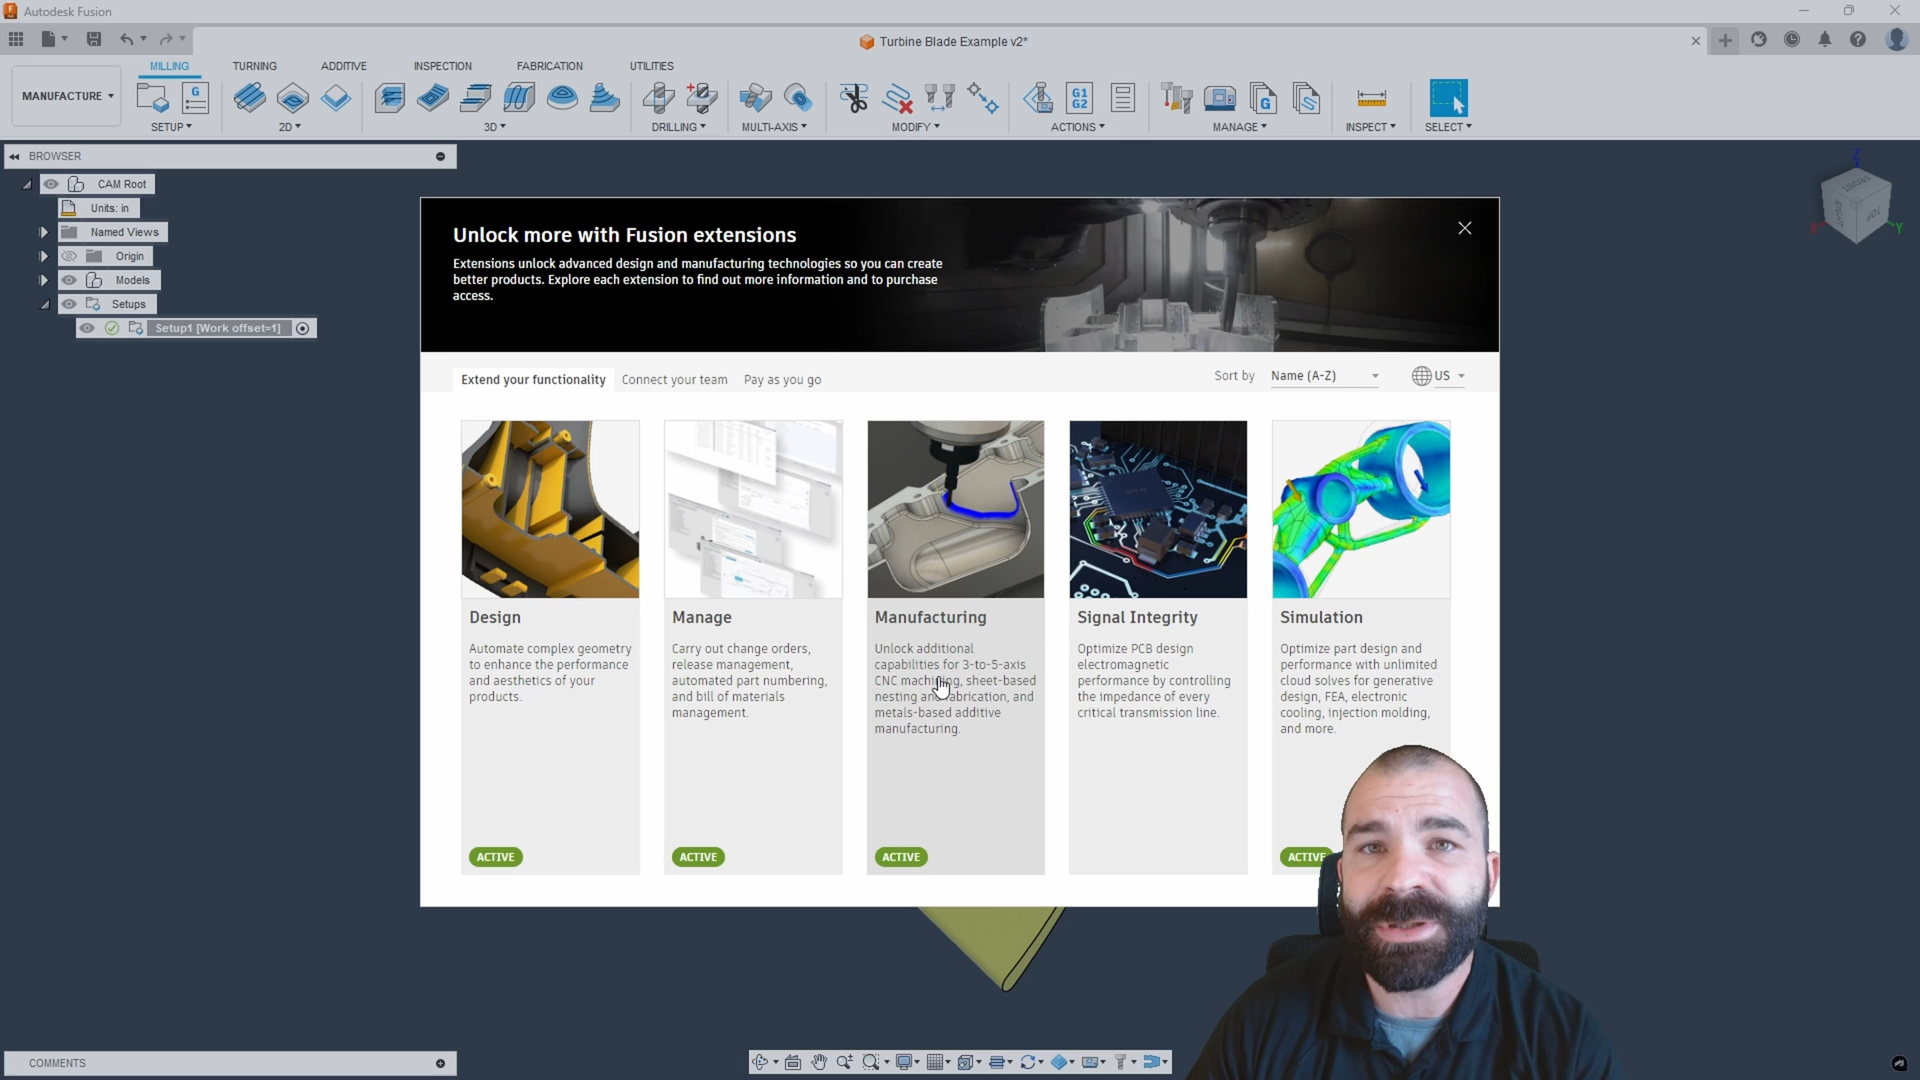 Autodesk Fusion
Turbine Blade Example v2*
MANUFACTURE
MILLING
TURNING
ADDITIVE
INSPECTION
FABRICATION
UTILITIES
G
G1
G2
G
SETUP
2D
3D
DRILLING
MULTI-AXIS
MODIFY
ACTIONS
MANAGE
INSPECT
SELECT
BROWSER
CAM Root
Units: in
Named Views
Origin
Models
Setups
Setup1 [Work offset=1]
Z
FRONT
RIGHT
TOP
X
Y
Unlock more with Fusion extensions
Extensions unlock advanced design and manufacturing technologies so you can create
better products. Explore each extension to find out more information and to purchase
access.
Extend your functionality
Connect your team
Pay as you go
Sort by
Name (A-Z)
US
Design
Automate complex geometry
to enhance the performance
and aesthetics of your
products.
ACTIVE
Manage
Carry out change orders,
release management,
automated part numbering,
and bill of materials
management.
ACTIVE
Manufacturing
Unlock additional
capabilities for 3-to-5-axis
CNC machining, sheet-based
nesting and fabrication, and
metals-based additive
manufacturing.
ACTIVE
Signal Integrity
Optimize PCB design
electromagnetic
performance by controlling
the impedance of every
critical transmission line.
Simulation
Optimize part design and
performance with unlimited
cloud solves for generative
design, FEA, electronic
cooling, injection molding,
and more.
ACTIVE
COMMENTS